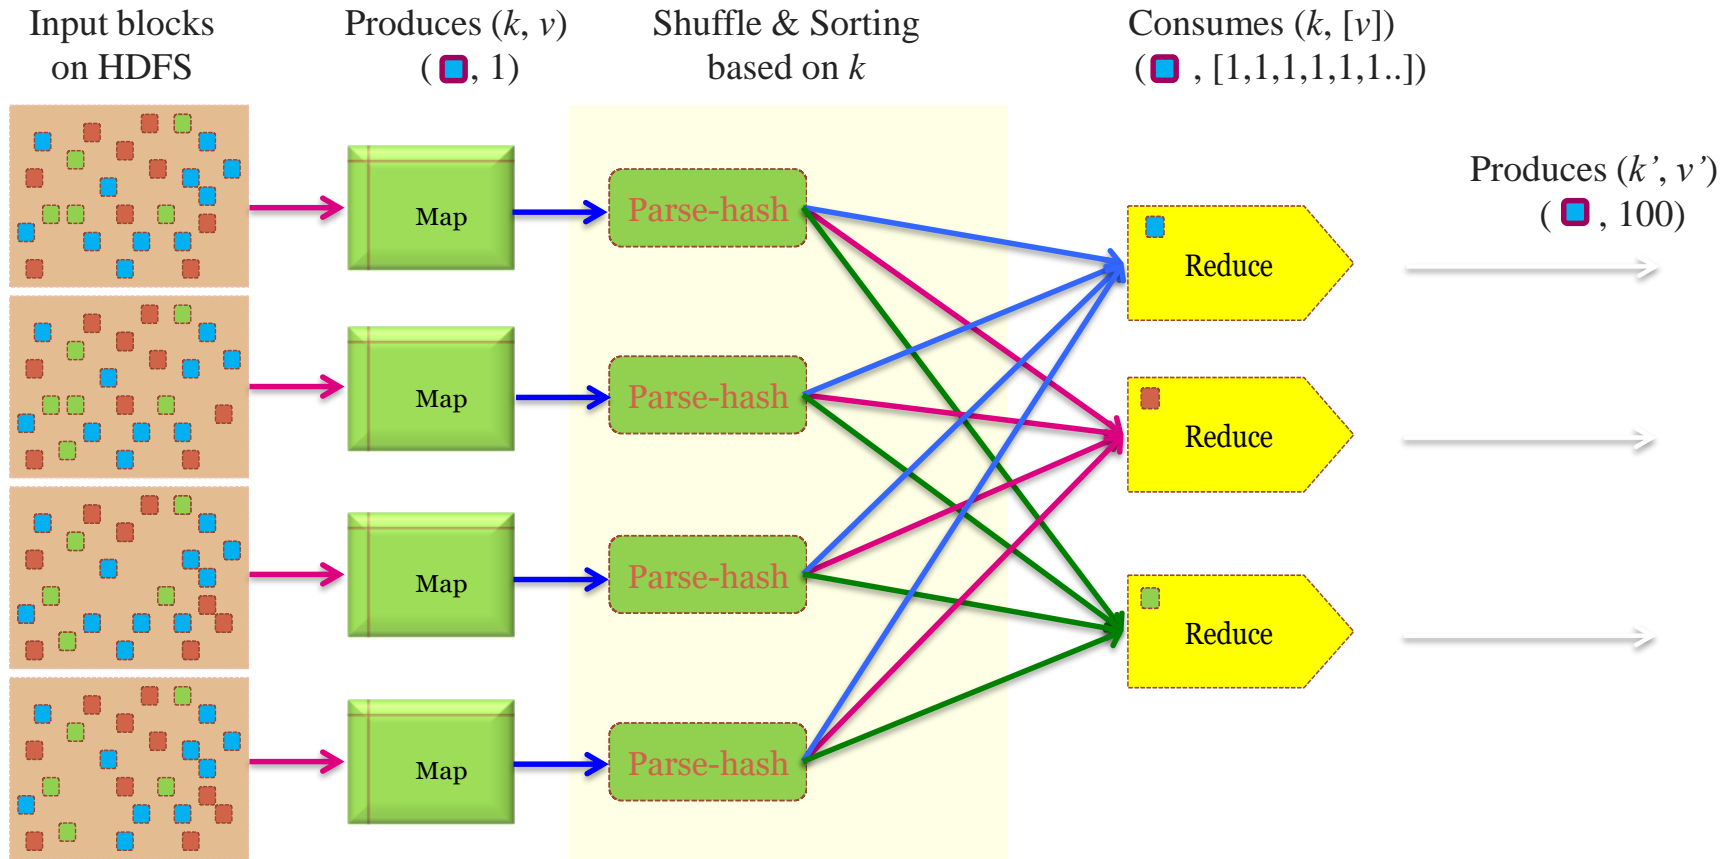 Input blocks
on HDFS
Produces (k, v)
( , 1)
Shuffle & Sorting
based on k
Consumes (k, [v])
( , [1,1,1,1,1,1..])
Produces (k’, v’)
( , 100)
Map
Parse-hash
Reduce
Map
Parse-hash
Reduce
Map
Parse-hash
Reduce
Map
Parse-hash